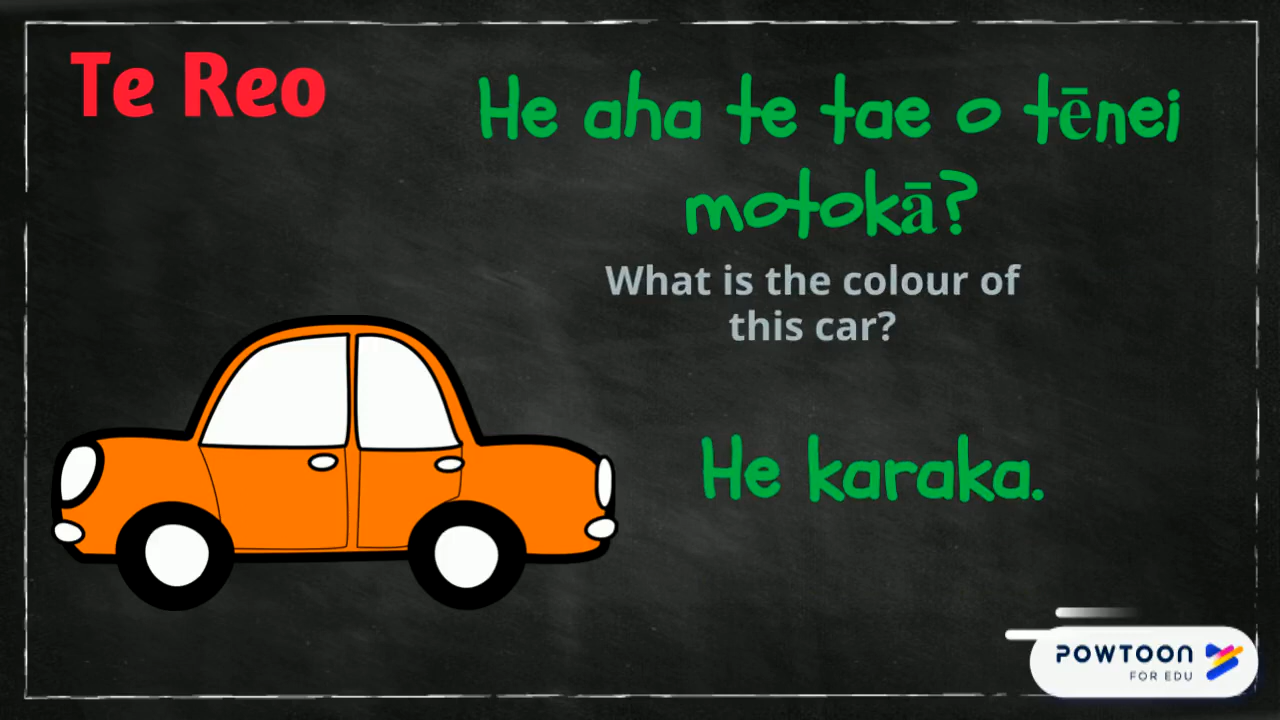 Te Reo
He aha te tae o tēnei
motokā?
What is the colour of
this car?
He karaka.
POWTOON
FOR EDU